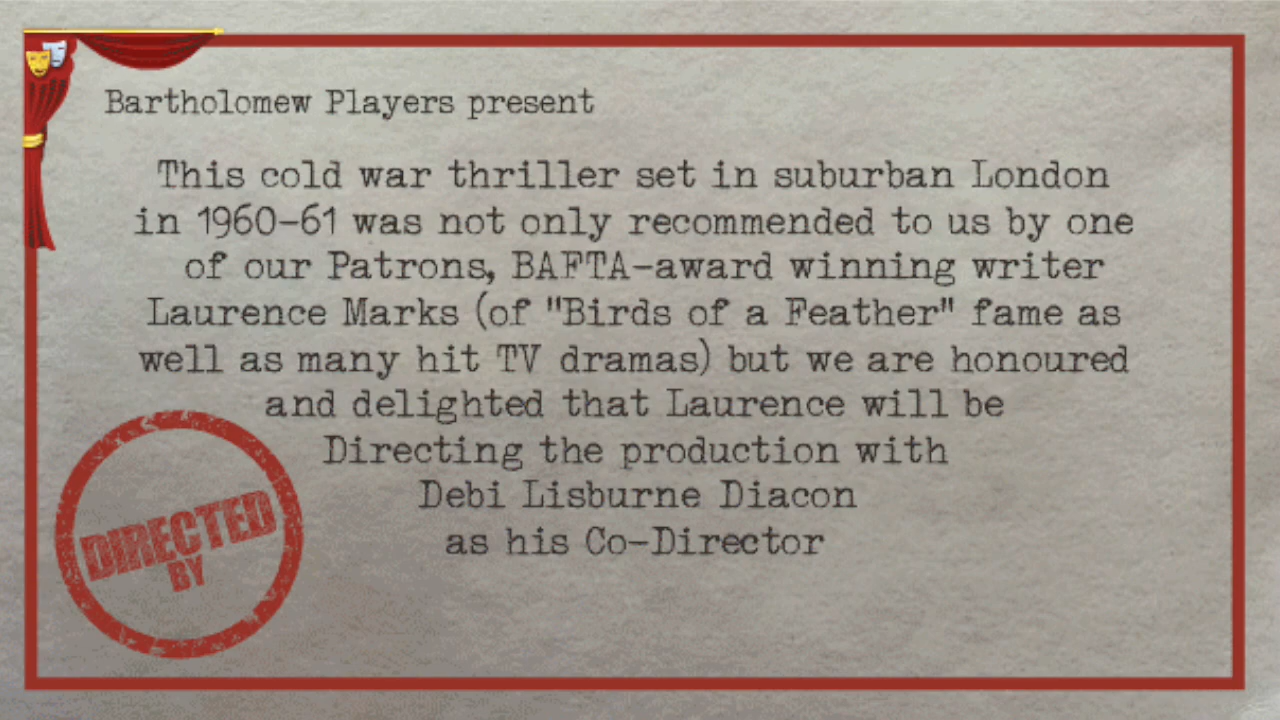 Bartholomew Players present
This cold war thriller set in suburban London
in 1960-61 was not only recommended to us by one
of our Patrons, BAFTA-award winning writer
Laurence Marks (of "Birds of a Feather" fame as
well as many hit TV dramas) but we are honoured
and delighted that Laurence will be
Directing the production with
Debi Lisburne Diacon
as his Co-Director
DIRECTED
BY